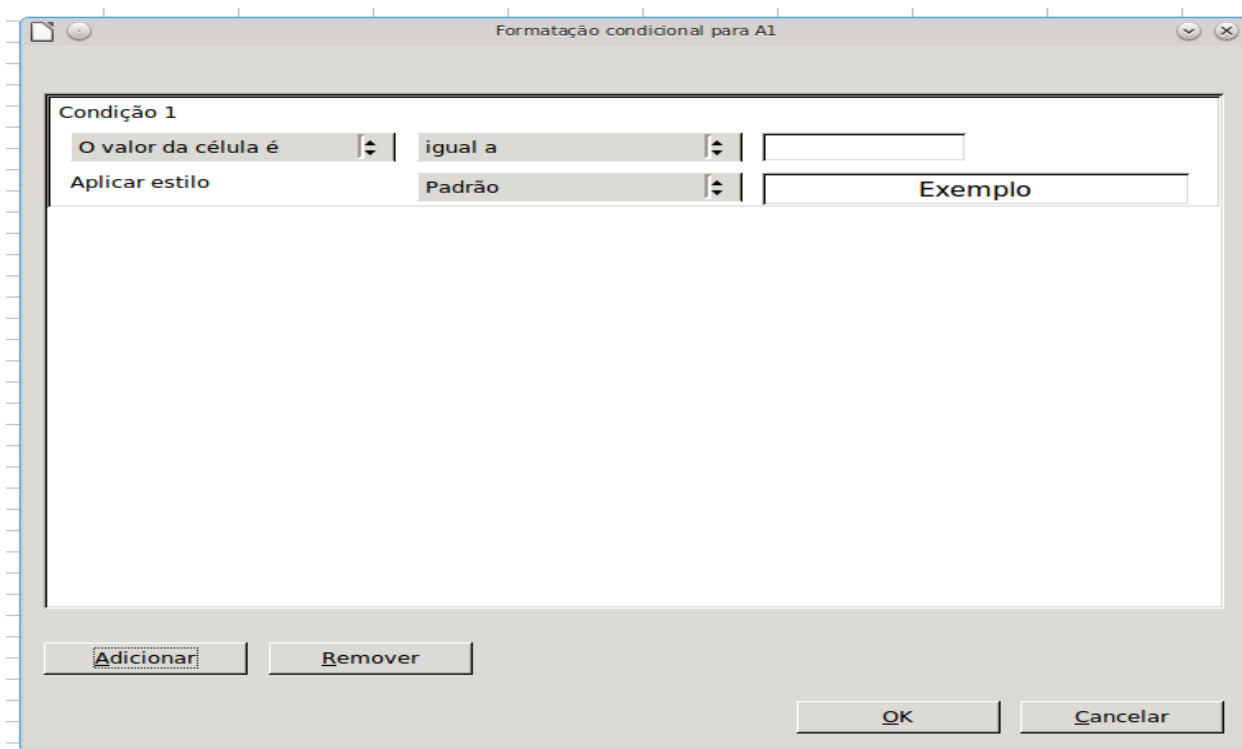 Formatação condicional para A1
Condição 1
O valor da célula é igual a
Aplicar estilo Padrão Exemplo
Adicionar Remover
OK Cancelar